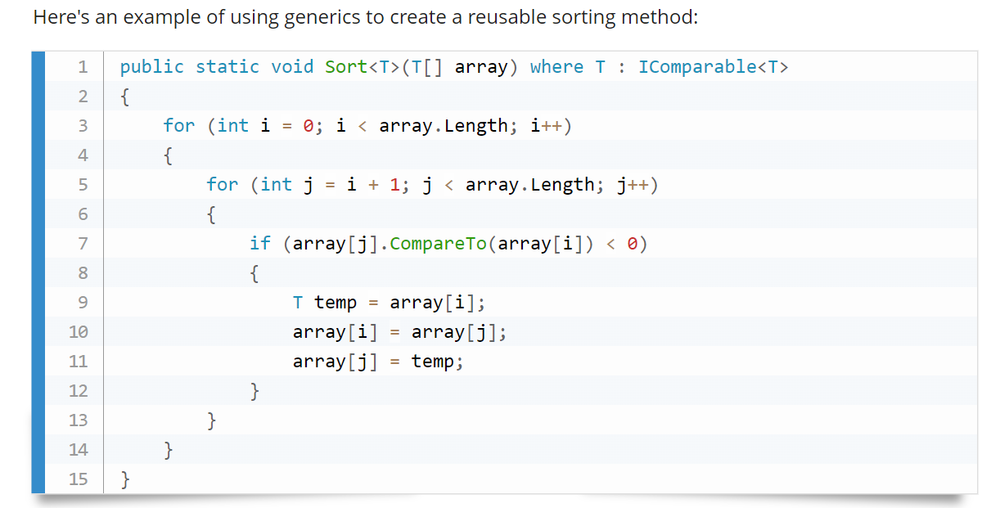 Here's an example of using generics to create a reusable sorting method:
1 public static void Sort<T>(T[] array) where T : IComparable<T>
2 {
3     for (int i = 0; i < array.Length; i++)
4     {
5         for (int j = i + 1; j < array.Length; j++)
6         {
7             if (array[j].CompareTo(array[i]) < 0)
8             {
9                 T temp = array[i];
10                 array[i] = array[j];
11                 array[j] = temp;
12             }
13         }
14     }
15 }